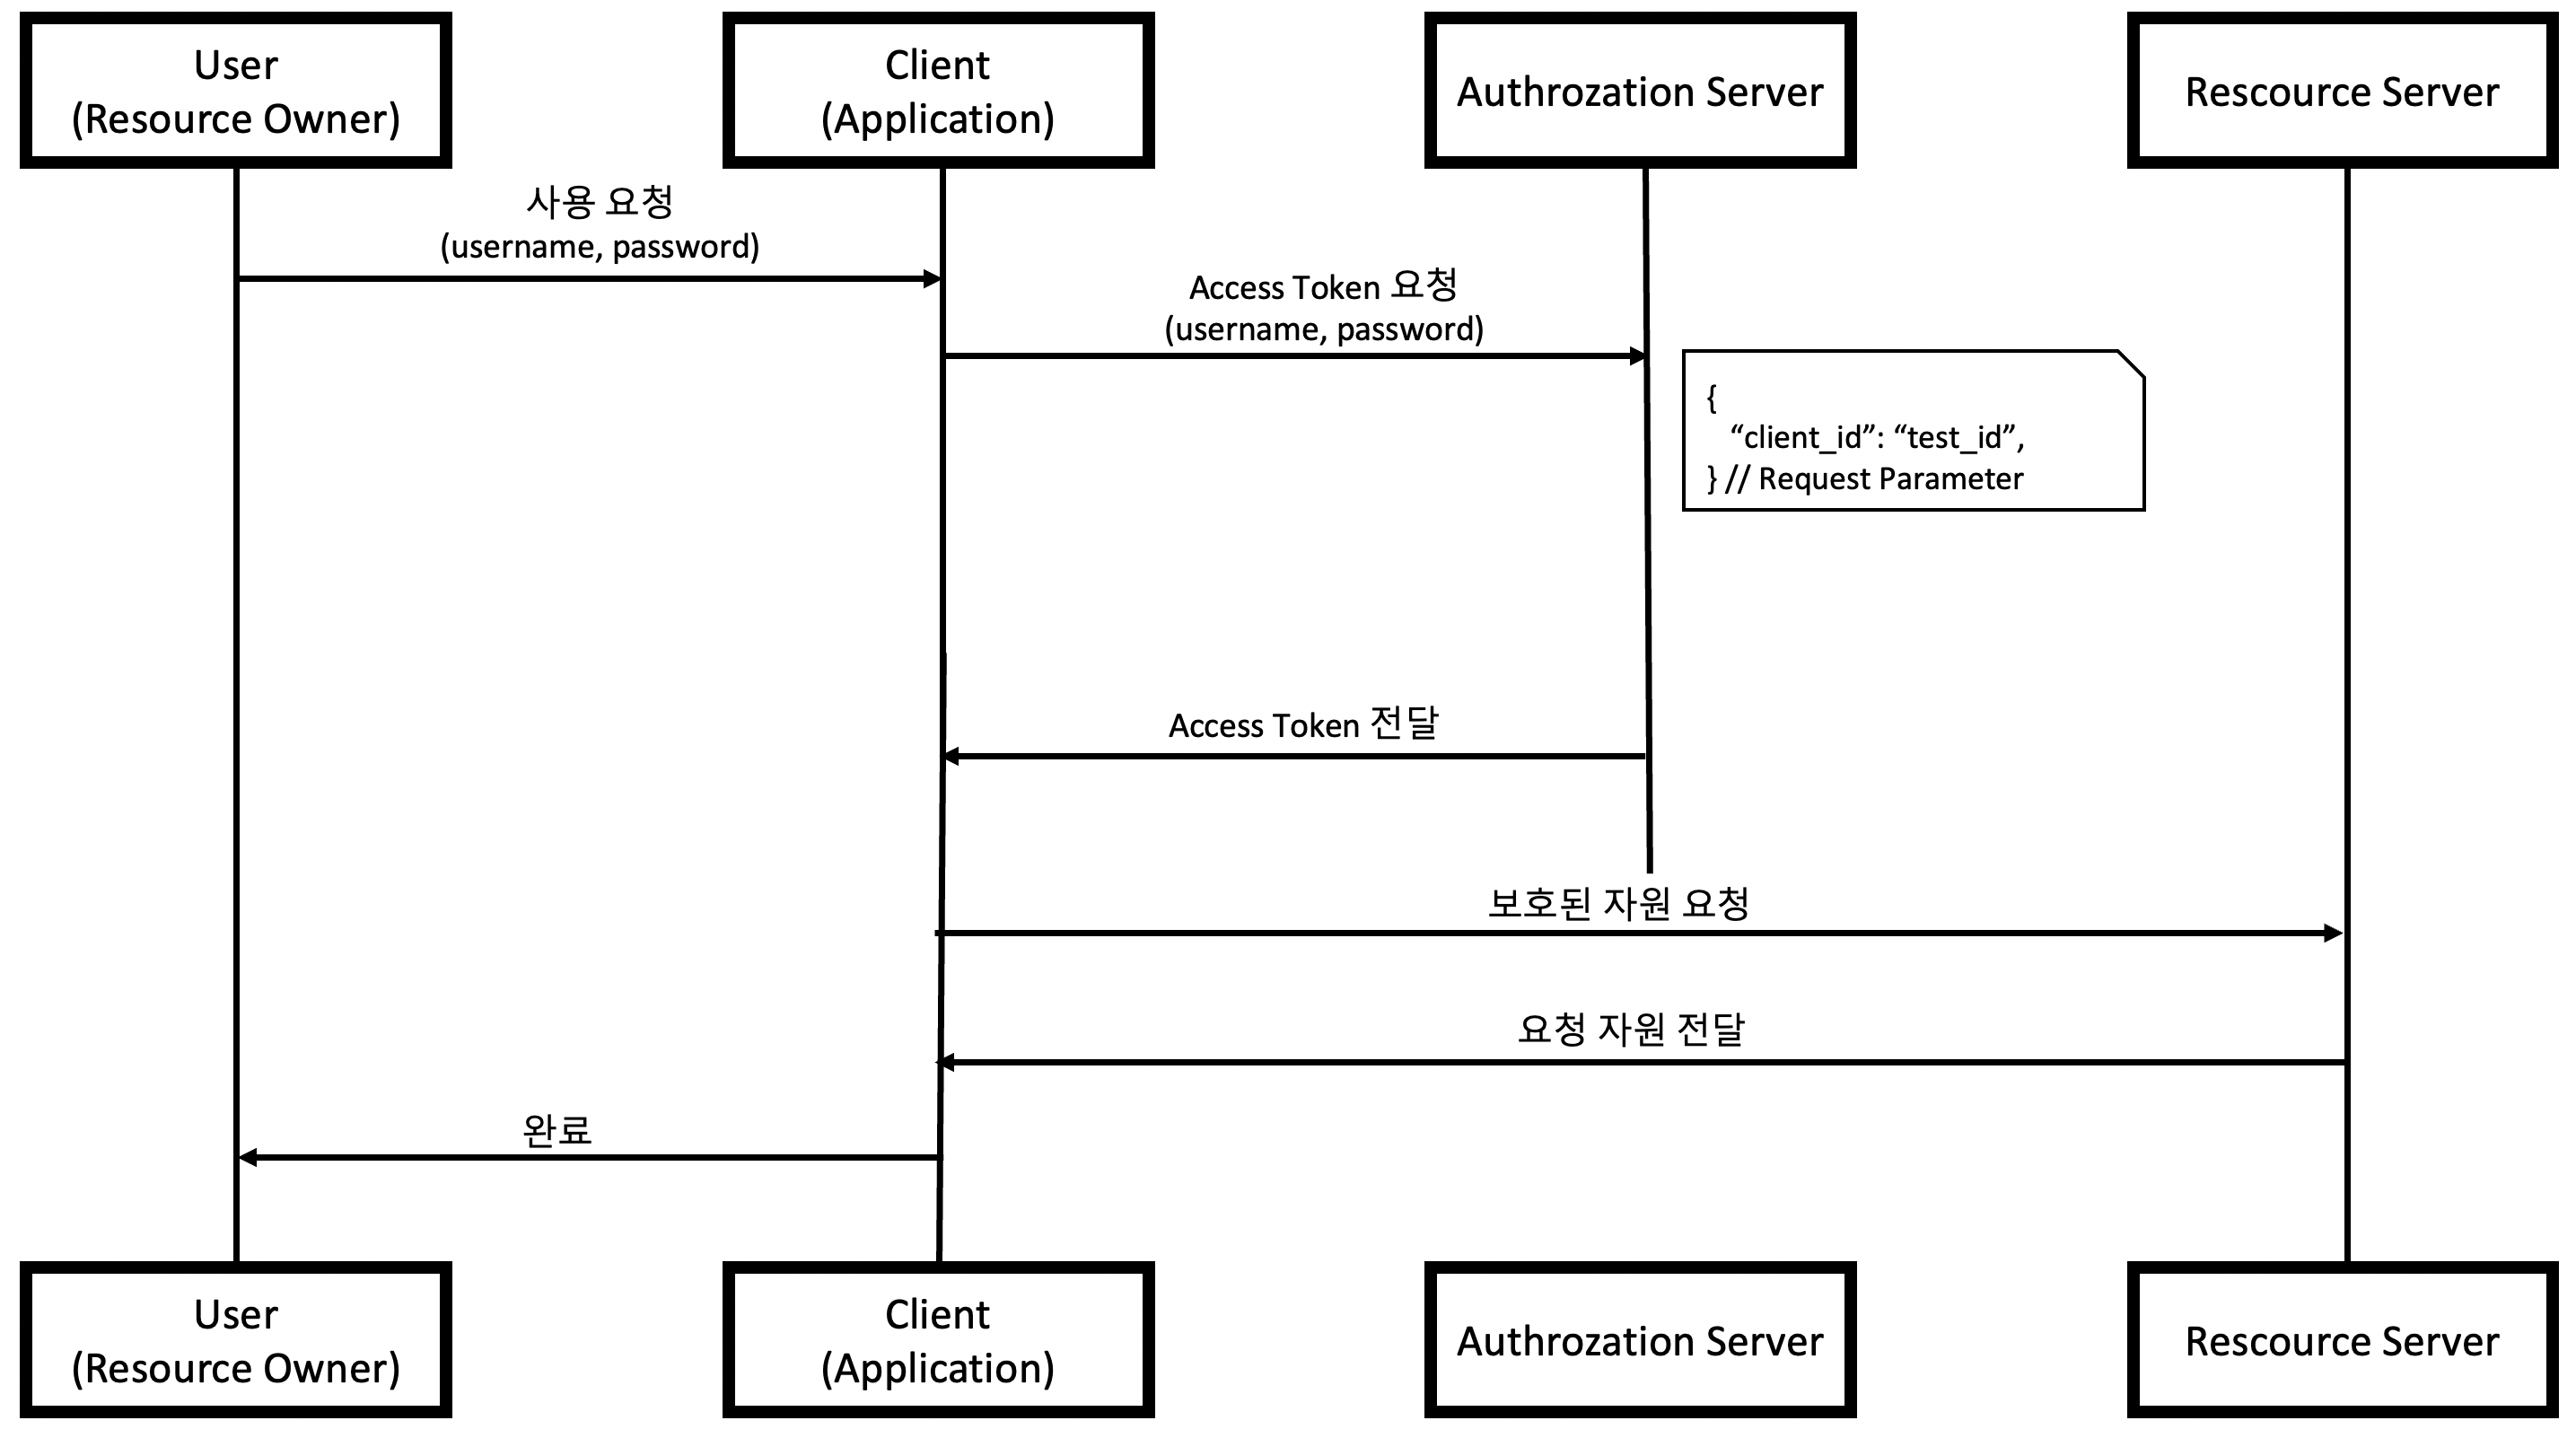 User
(Resource Owner)
Client
(Application)
Authrozation Server
Rescource Server
사용 요청
(username, password)
Access Token 요청
(username, password)
{
“client_id”: “test_id”,
} // Request Parameter
Access Token 전달
보호된 자원 요청
요청 자원 전달
완료
User
(Resource Owner)
Client
(Application)
Authrozation Server
Rescource Server